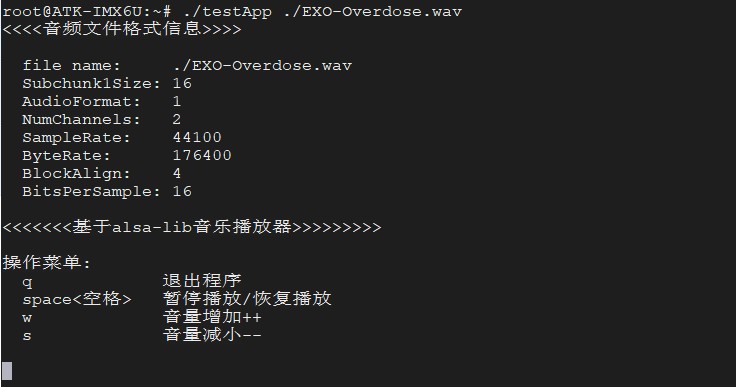 root@ATK-IMX6U:~# ./testApp ./EXO-Overdose.wav
<<<<音频文件格式信息>>>>
file name:     ./EXO-Overdose.wav
Subchunk1Size: 16
AudioFormat:   1
NumChannels:   2
SampleRate:    44100
ByteRate:      176400
BlockAlign:    4
BitsPerSample: 16
<<<<<<<基于alsa-lib音乐播放器>>>>>>>>>
操作菜单:
q             退出程序
space<空格>   暂停播放/恢复播放
w             音量增加++
s             音量减小--